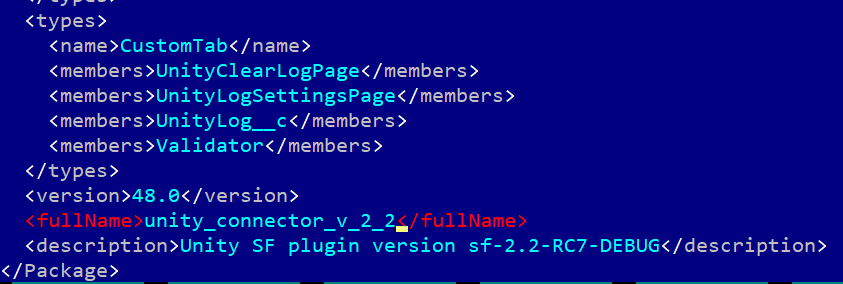 <types>
<name>CustomTab</name>
<members>UnityClearLogPage</members>
<members>UnityLogSettingsPage</members>
<members>UnityLog__c</members>
<members>Validator</members>
</types>
<version>48.0</version>
<fullName>unity_connector_v_2_2</fullName>
<description>Unity SF plugin version sf-2.2-RC7-DEBUG</description>
</Package>